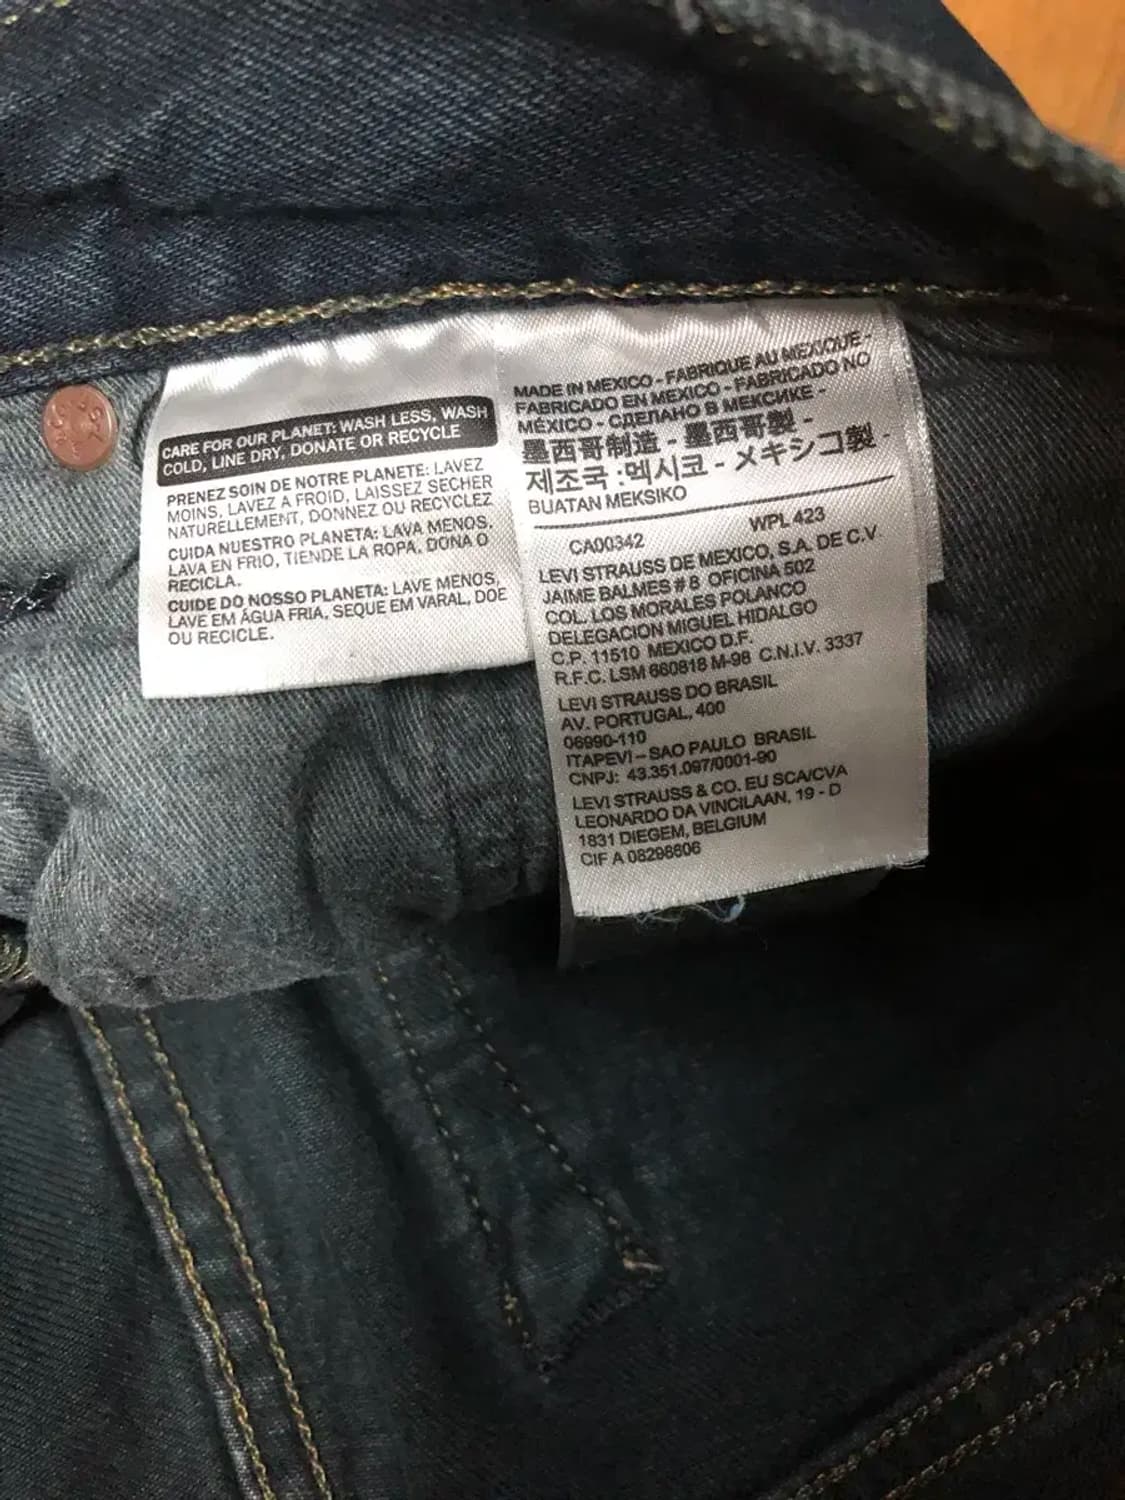 CARE FOR OUR PLANET: WASH LESS, WASH
COLD, LINE DRY, DONATE OR RECYCLE
PRENEZ SOIN DE NOTRE PLANETE: LAVEZ
MOINS, LAVEZ A FROID, LAISSEZ SECHER
NATURELLEMENT, DONNEZ OU RECYCLEZ
CUIDA NUESTRO PLANETA: LAVA MENOS,
LAVA EN FRIO, TIENDE LA ROPA, DONA O
RECICLA.
CUIDE DO NOSSO PLANETA: LAVE MENOS,
LAVE EM ÁGUA FRIA, SEQUE EM VARAL, DOE
OU RECICLE.
MADE IN MEXICO - FABRIQUE AU MEXIQUE -
FABRICADO EN MEXICO - FABRICADO NO
MÉXICO - СДЕЛАНО В МЕКСИКЕ -
墨西哥制造 - 墨西哥製 -
제조국 :멕시코 - メキシコ製 -
BUATAN MEKSIKO
CA00342 WPL 423
LEVI STRAUSS DE MEXICO, S.A. DE C.V.
JAIME BALMES # 8 OFICINA 502
COL. LOS MORALES POLANCO
DELEGACION MIGUEL HIDALGO
C.P. 11510 MEXICO D.F.
R.F.C. LSM 660818 M-98 C.N.I.V. 3337
LEVI STRAUSS DO BRASIL
AV. PORTUGAL, 400
06690-110
ITAPEVI – SAO PAULO BRASIL
CNPJ: 43.351.097/0001-90
LEVI STRAUSS & CO. EU SCA/CVA
LEONARDO DA VINCILAAN, 19 - D
1831 DIEGEM, BELGIUM
CIF A 08296606